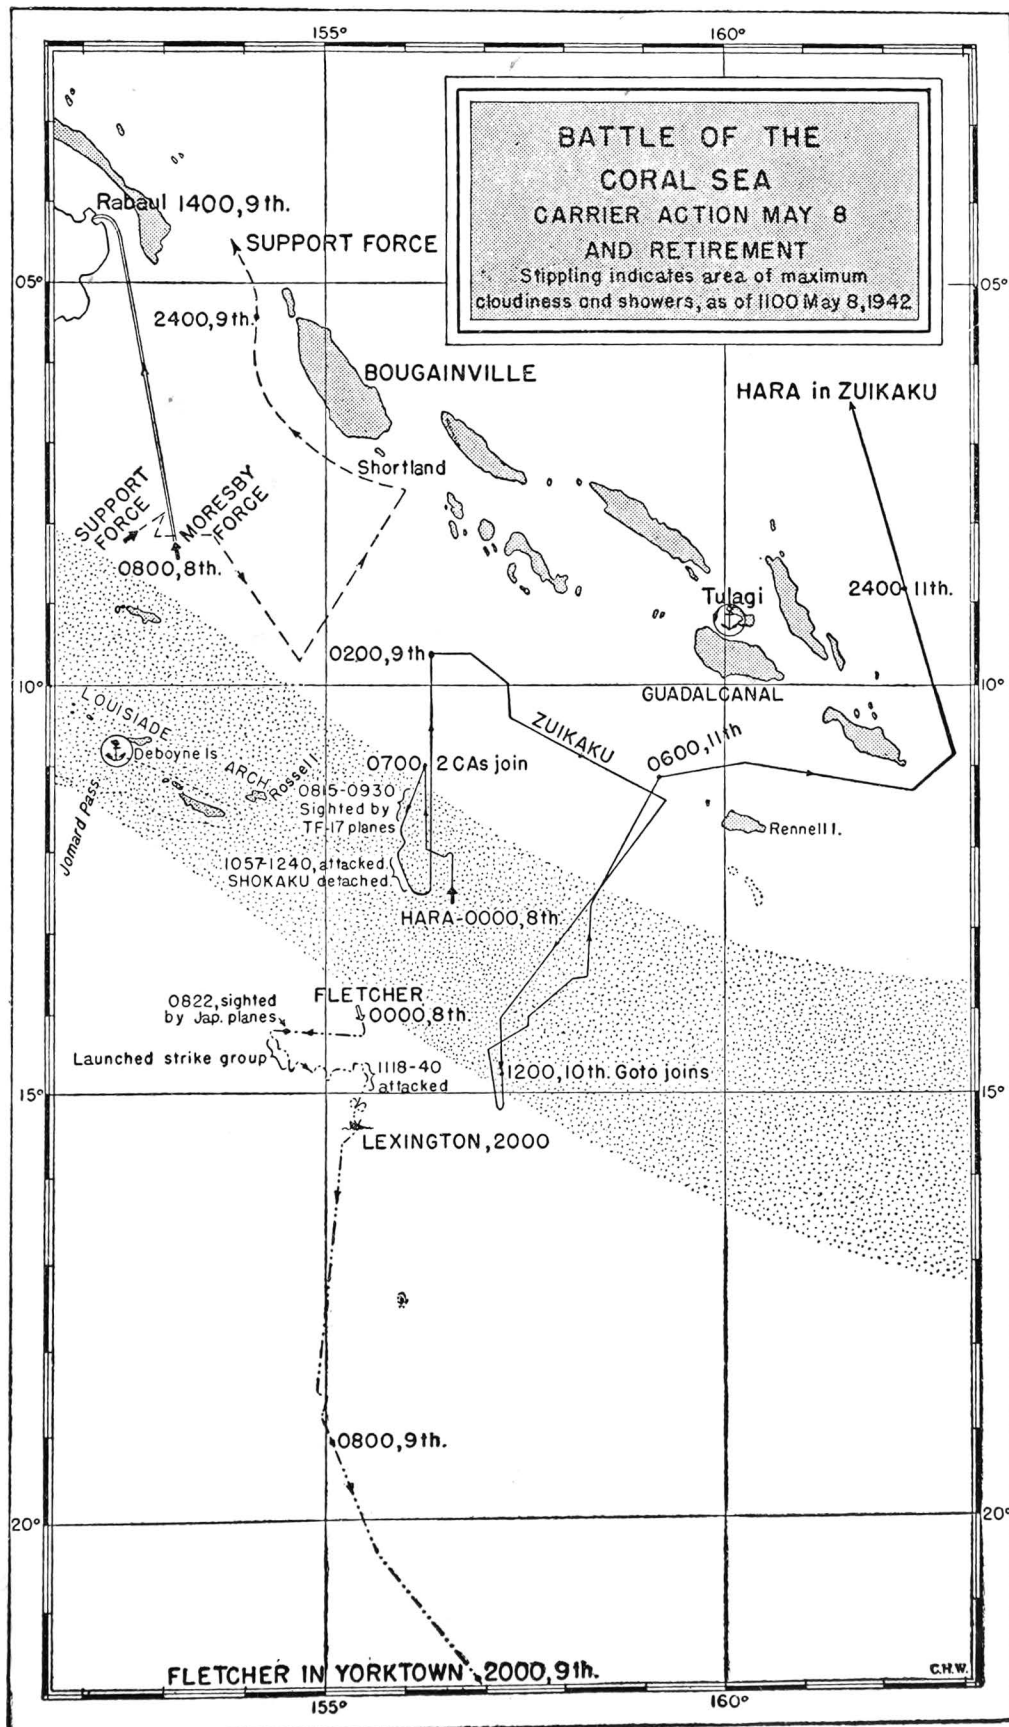 155°
160°
BATTLE OF THE
CORAL SEA
CARRIER ACTION MAY 8
AND RETIREMENT
Stippling indicates area of maximum
cloudiness and showers, as of 1100 May 8, 1942
Rabaul 1400, 9th.
SUPPORT FORCE
05°
05°
2400, 9th.
BOUGAINVILLE
HARA in ZUIKAKU
Shortland
SUPPORT
FORCE
MORESBY
FORCE
0800, 8th.
2400 11th.
Tulagi
0200, 9th
10°
GUADALCANAL
10°
LOUISIADE
ARCH
ZUIKAKU
0600, 11th
Deboyne Is
Rossel I.
0700
2 CAs join
0815-0930
Sighted by
TF-17 planes
Jomard Pass
Rennell I.
1057-1240, attacked.
SHOKAKU detached.
HARA-0000, 8th.
FLETCHER
0000, 8th.
0822, sighted
by Jap. planes
Launched strike group
1118-40
attacked
1200, 10th. Goto joins
15°
15°
LEXINGTON, 2000
0800, 9th.
20°
20°
FLETCHER IN YORKTOWN 2000, 9th.
C.H.W.
155°
160°